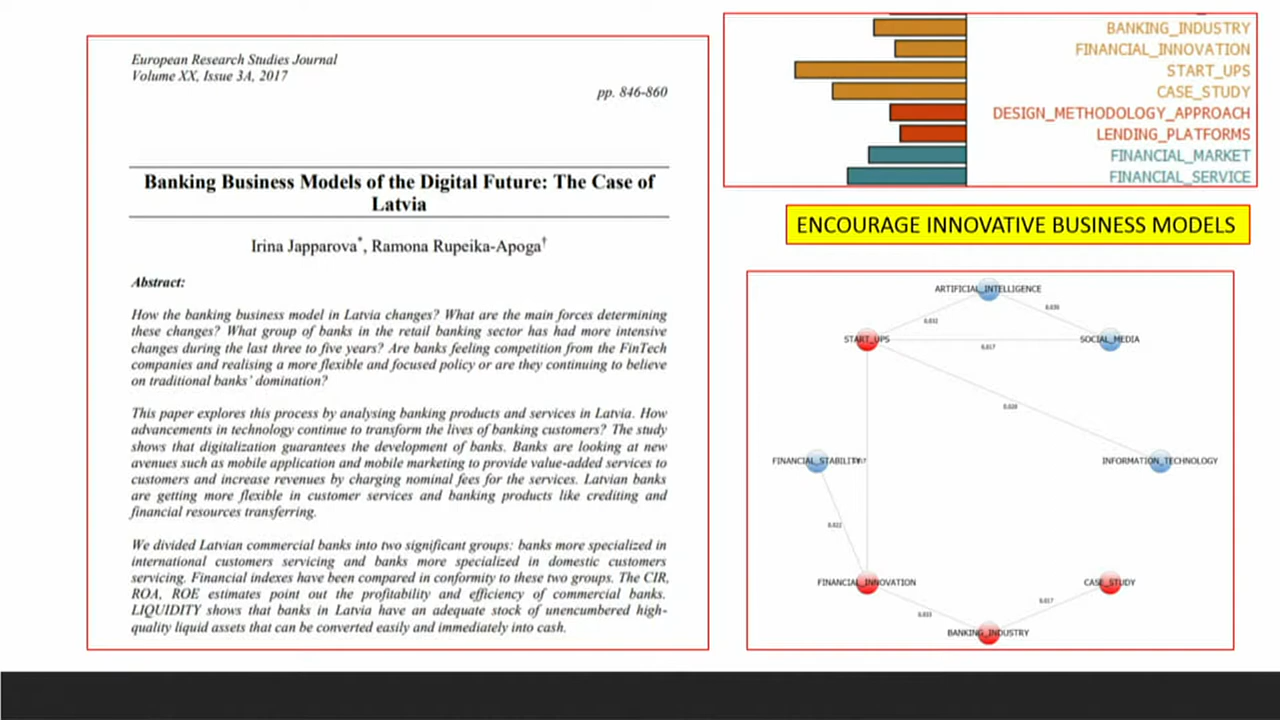 European Research Studies Journal
Volume XX, Issue 3A, 2017
pp. 846-860
Banking Business Models of the Digital Future: The Case of
Latvia
Irina Japparova*, Ramona Rupeika-Apoga†
Abstract:
How the banking business model in Latvia changes? What are the main forces determining
these changes? What group of banks in the retail banking sector has had more intensive
changes during the last three to five years? Are banks feeling competition from the FinTech
companies and realising a more flexible and focused policy or are they continuing to believe
on traditional banks' domination?
This paper explores this process by analysing banking products and services in Latvia. How
advancements in technology continue to transform the lives of banking customers? The study
shows that digitalization guarantees the development of banks. Banks are looking at new
avenues such as mobile application and mobile marketing to provide value-added services to
customers and increase revenues by charging nominal fees for the services. Latvian banks
are getting more flexible in customer services and banking products like crediting and
financial resources transferring.
We divided Latvian commercial banks into two significant groups: banks more specialized in
international customers servicing and banks more specialized in domestic customers
servicing. Financial indexes have been compared in conformity to these two groups. The CIR,
ROA, ROE estimates point out the profitability and efficiency of commercial banks.
LIQUIDITY shows that banks in Latvia have an adequate stock of unencumbered high-
quality liquid assets that can be converted easily and immediately into cash.
BANKING_INDUSTRY
FINANCIAL_INNOVATION
START_UPS
CASE_STUDY
DESIGN_METHODOLOGY_APPROACH
LENDING_PLATFORMS
FINANCIAL_MARKET
FINANCIAL_SERVICE
ENCOURAGE INNOVATIVE BUSINESS MODELS
ARTIFICIAL_INTELLIGENCE
START_UPS
SOCIAL_MEDIA
0.017
FINANCIAL_STABILITY
INFORMATION_TECHNOLOGY
0.022
FINANCIAL_INNOVATION
CASE_STUDY
0.017
BANKING_INDUSTRY